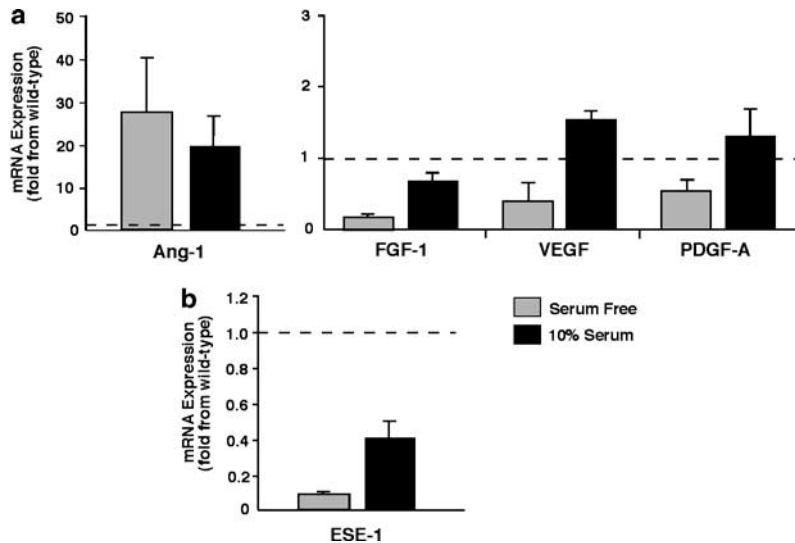 a
mRNA Expression
(fold from wild-type)
50
40
30
20
10
0
Ang-1
3
2
1
0
FGF-1
VEGF
PDGF-A
b
mRNA Expression
(fold from wild-type)
1.2
1.0
0.8
0.6
0.4
0.2
0
ESE-1
Serum Free
10% Serum